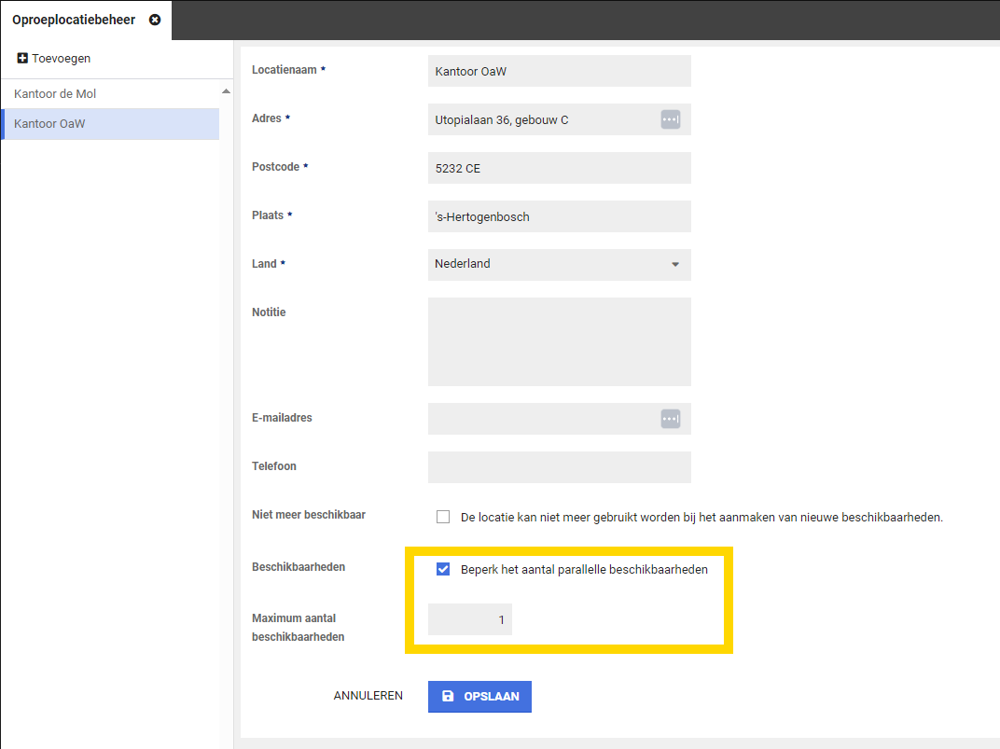 Oproeplocatiebeheer
Toevoegen
Kantoor de Mol
Kantoor OaW
Locatienaam *
Kantoor OaW
Adres *
Utopialaan 36, gebouw C
Postcode *
5232 CE
Plaats *
's-Hertogenbosch
Land *
Nederland
Notitie
E-mailadres
Telefoon
Niet meer beschikbaar
De locatie kan niet meer gebruikt worden bij het aanmaken van nieuwe beschikbaarheden.
Beschikbaarheden
Beperk het aantal parallelle beschikbaarheden
Maximum aantal
beschikbaarheden
1
ANNULEREN
OPSLAAN